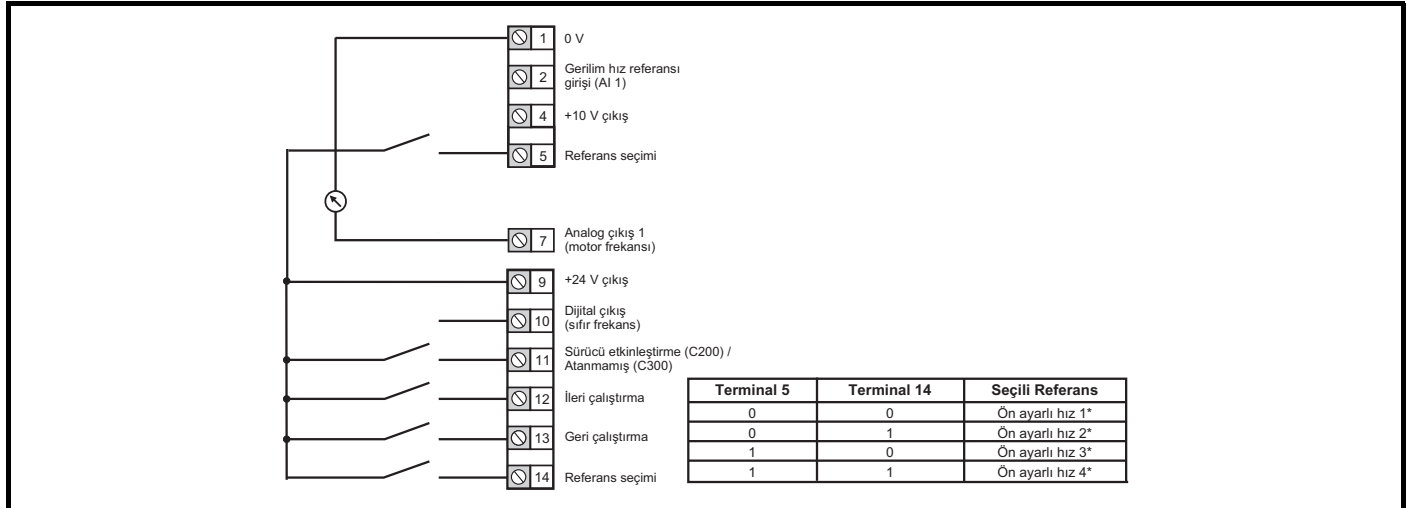 1 0 V
2 Gerilim hız referansı
girişi (AI 1)
4 +10 V çıkış
5 Referans seçimi
7 Analog çıkış 1
(motor frekansı)
9 +24 V çıkış
10 Dijital çıkış
(sıfır frekans)
11 Sürücü etkinleştirme (C200) /
Atanmamış (C300)
12 İleri çalıştırma
13 Geri çalıştırma
14 Referans seçimi
Terminal 5 Terminal 14 Seçili Referans
0 0 Ön ayarlı hız 1*
0 1 Ön ayarlı hız 2*
1 0 Ön ayarlı hız 3*
1 1 Ön ayarlı hız 4*